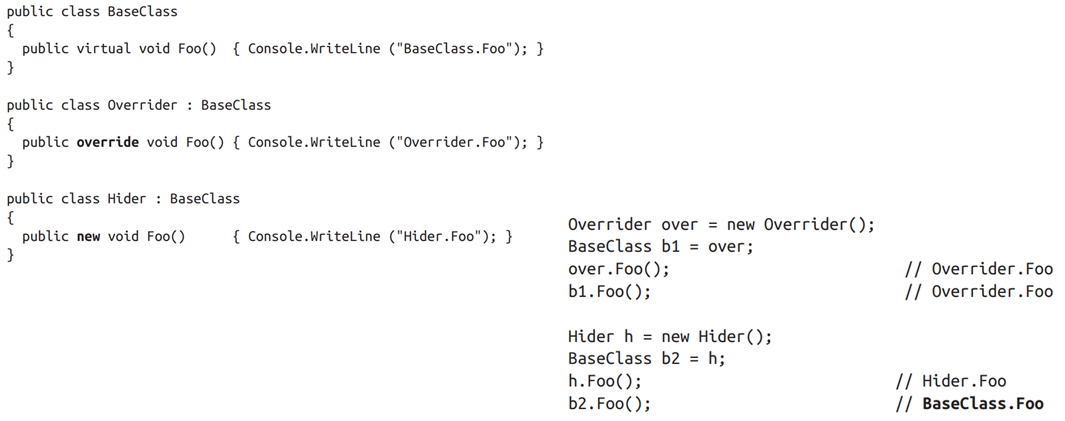 public class BaseClass
{
  public virtual void Foo()  { Console.WriteLine ("BaseClass.Foo"); }
}

public class Overrider : BaseClass
{
  public override void Foo() { Console.WriteLine ("Overrider.Foo"); }
}

public class Hider : BaseClass
{
  public new void Foo()      { Console.WriteLine ("Hider.Foo"); }
}

Overrider over = new Overrider();
BaseClass b1 = over;
over.Foo();                         // Overrider.Foo
b1.Foo();                           // Overrider.Foo

Hider h = new Hider();
BaseClass b2 = h;
h.Foo();                           // Hider.Foo
b2.Foo();                          // BaseClass.Foo